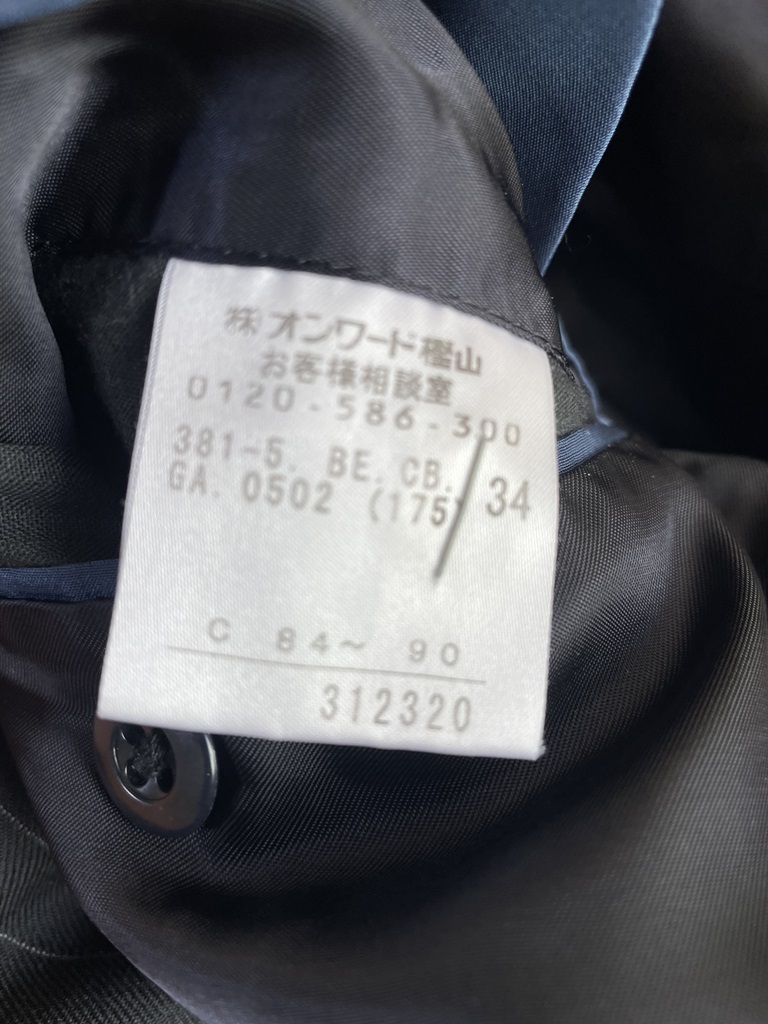 ㈱オンワード樫山
お客様相談室
0120-586-300
381-5. BE. CB. 34
GA. 0502 (175)
C 84～ 90
312320